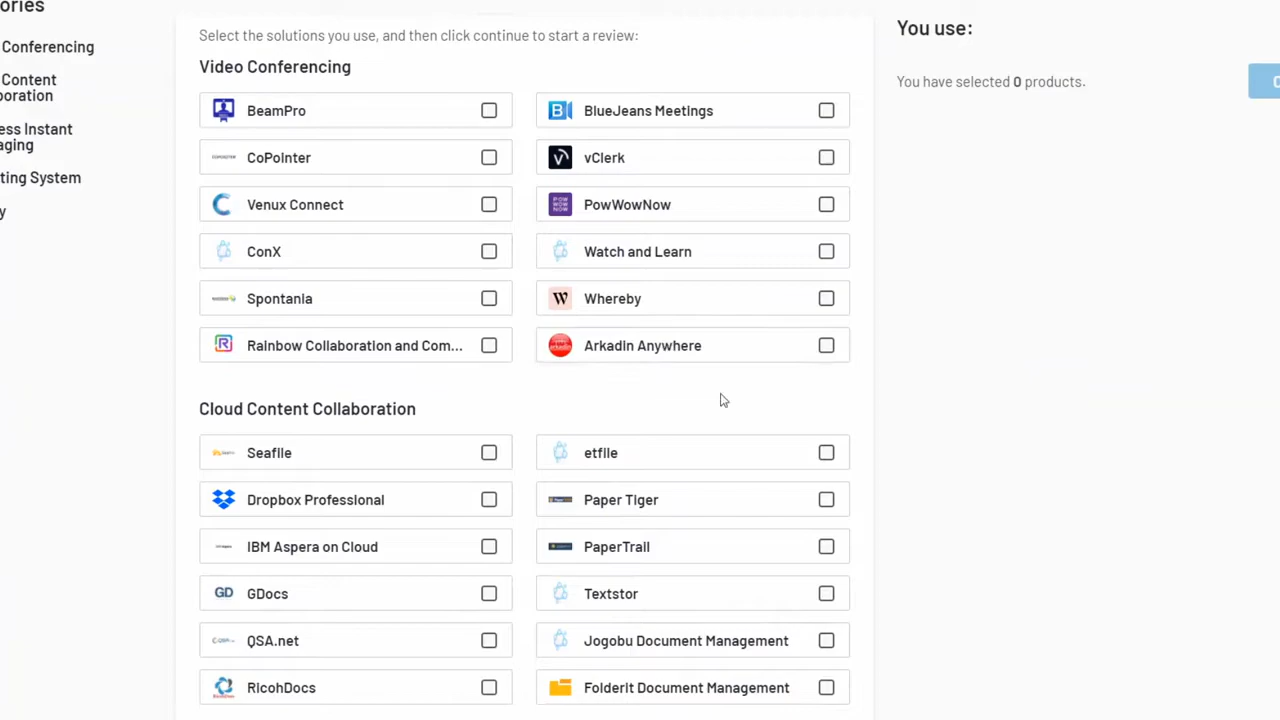 ories
Conferencing
Content
boration
ess Instant
aging
ting System
y
Select the solutions you use, and then click continue to start a review:
Video Conferencing
BeamPro
BlueJeans Meetings
CoPointer
vClerk
Venux Connect
PowWowNow
ConX
Watch and Learn
Spontania
Whereby
Rainbow Collaboration and Com...
Arkadin Anywhere
Cloud Content Collaboration
Seafile
etfile
Dropbox Professional
Paper Tiger
IBM Aspera on Cloud
PaperTrail
GDocs
Textstor
QSA.net
Jogobu Document Management
RicohDocs
Folderit Document Management
You use:
You have selected 0 products.